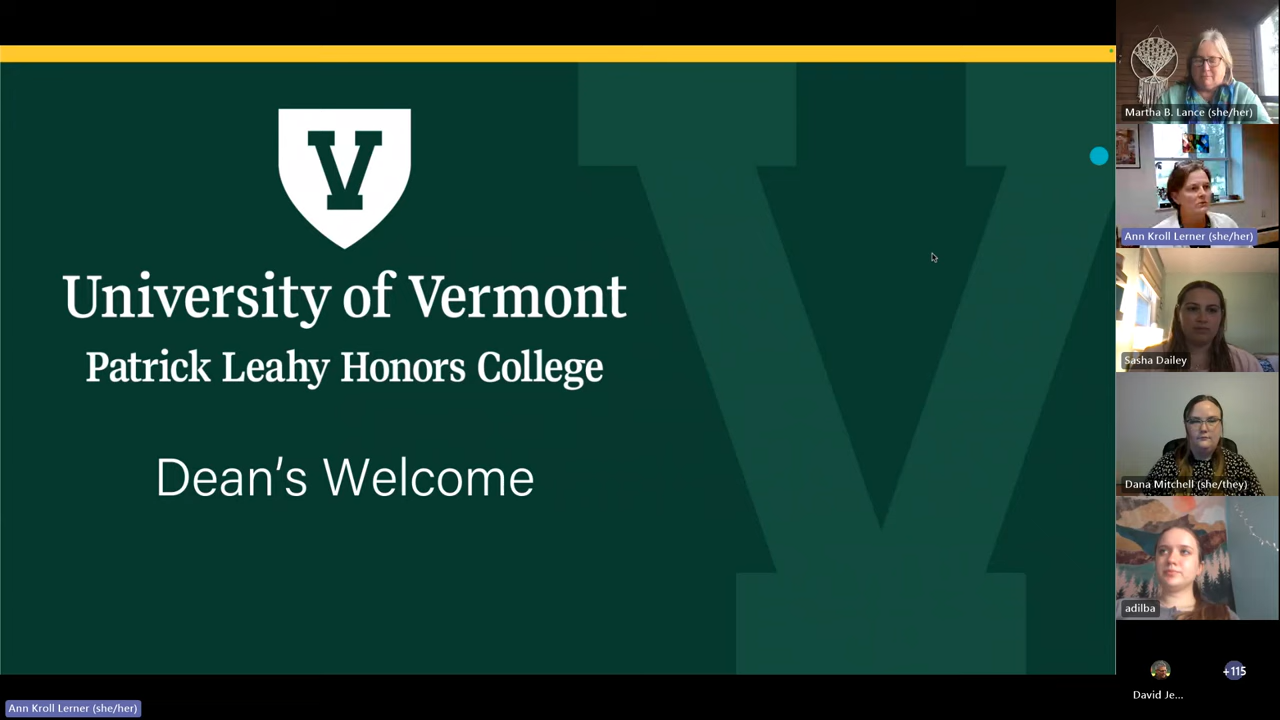 V
University of Vermont
Patrick Leahy Honors College
Dean's Welcome
Martha B. Lance (she/her)
Ann Kroll Lerner (she/her)
Sasha Dailey
Dana Mitchell (she/they)
adilba
+115
David Je...
Ann Kroll Lerner (she/her)